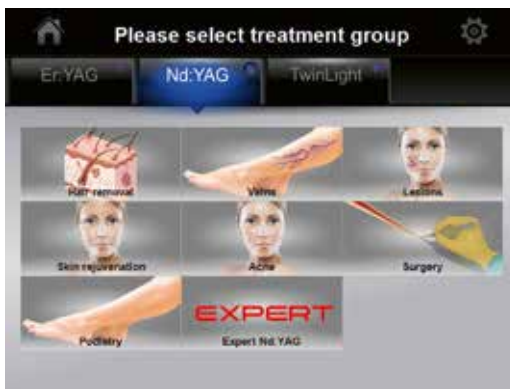 Please select treatment group
Er:YAG Nd:YAG TwinLight
Hair removal Veins Lesions
Skin rejuvenation Acne Surgery
EXPERT
Podiatry Expert Nd:YAG